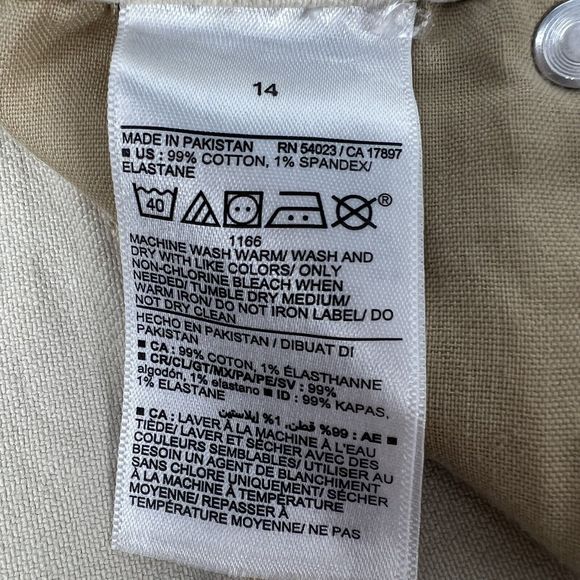 14
MADE IN PAKISTAN RN 54023 / CA 17897
■ US : 99% COTTON, 1% SPANDEX/
ELASTANE
40 ®
1166
MACHINE WASH WARM/ WASH AND
DRY WITH LIKE COLORS/ ONLY
NON-CHLORINE BLEACH WHEN
NEEDED/ TUMBLE DRY MEDIUM/
WARM IRON/ DO NOT IRON LABEL/ DO
NOT DRY CLEAN
HECHO EN PAKISTAN / DIBUAT DI
PAKISTAN
■ CA : 99% COTON, 1% ÉLASTHANNE
■ CR/CL/GT/MX/PA/PE/SV : 99%
algodón, 1% elastano ■ ID : 99% KAPAS,
1% ELASTANE
■ AE : 99% قطن, 1% إيلاستين
■ CA : LAVER À LA MACHINE À L'EAU
TIÈDE/ LAVER ET SÉCHER AVEC DES
COULEURS SEMBLABLES/ UTILISER AU
BESOIN UN AGENT DE BLANCHIMENT
SANS CHLORE UNIQUEMENT/ SÉCHER
À LA MACHINE À TEMPÉRATURE
MOYENNE/ REPASSER À
TEMPÉRATURE MOYENNE/ NE PAS